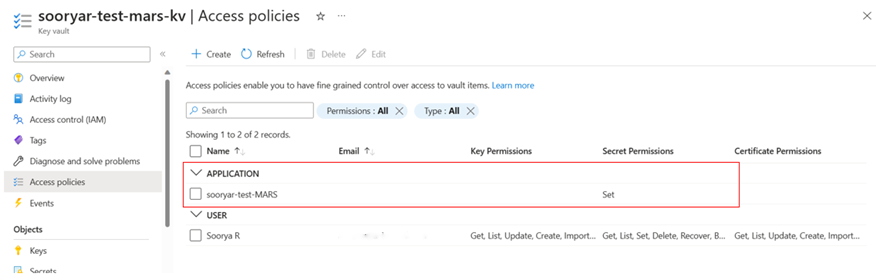 sooryar-test-mars-kv | Access policies ☆ ···
Key vault
Search
Overview
Activity log
Access control (IAM)
Tags
Diagnose and solve problems
Access policies
Events
Objects
Keys
Secrets
Create Refresh Delete Edit
Access policies enable you to have fine grained control over access to vault items. Learn more
Search Permissions : All Type : All
Showing 1 to 2 of 2 records.
Name Email Key Permissions Secret Permissions Certificate Permissions
APPLICATION
sooryar-test-MARS Set
USER
Soorya R Get, List, Update, Create, Import... Get, List, Set, Delete, Recover, B... Get, List, Update, Create, Import...